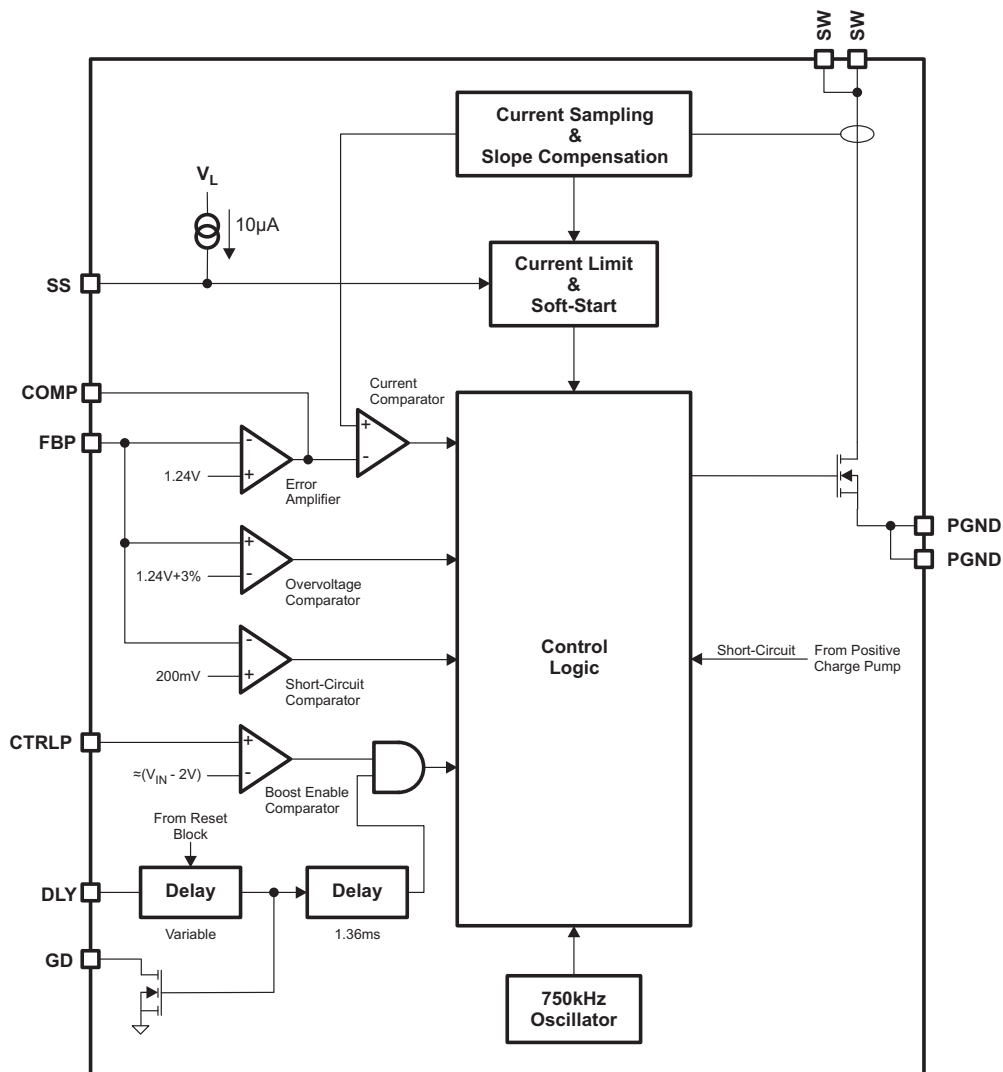 SW
SW
Current Sampling
&
Slope Compensation
VL
10µA
Current Limit
&
Soft-Start
SS
COMP
FBP
Current
Comparator
+
-
-
+
1.24V
Error
Amplifier
+
-
1.24V+3%
Overvoltage
Comparator
PGND
PGND
-
+
200mV
Short-Circuit
Comparator
Control
Logic
Short-Circuit
From Positive
Charge Pump
CTRLP
+
-
≈(VIN - 2V)
Boost Enable
Comparator
From Reset
Block
DLY
Delay
Delay
Variable
1.36ms
GD
750kHz
Oscillator